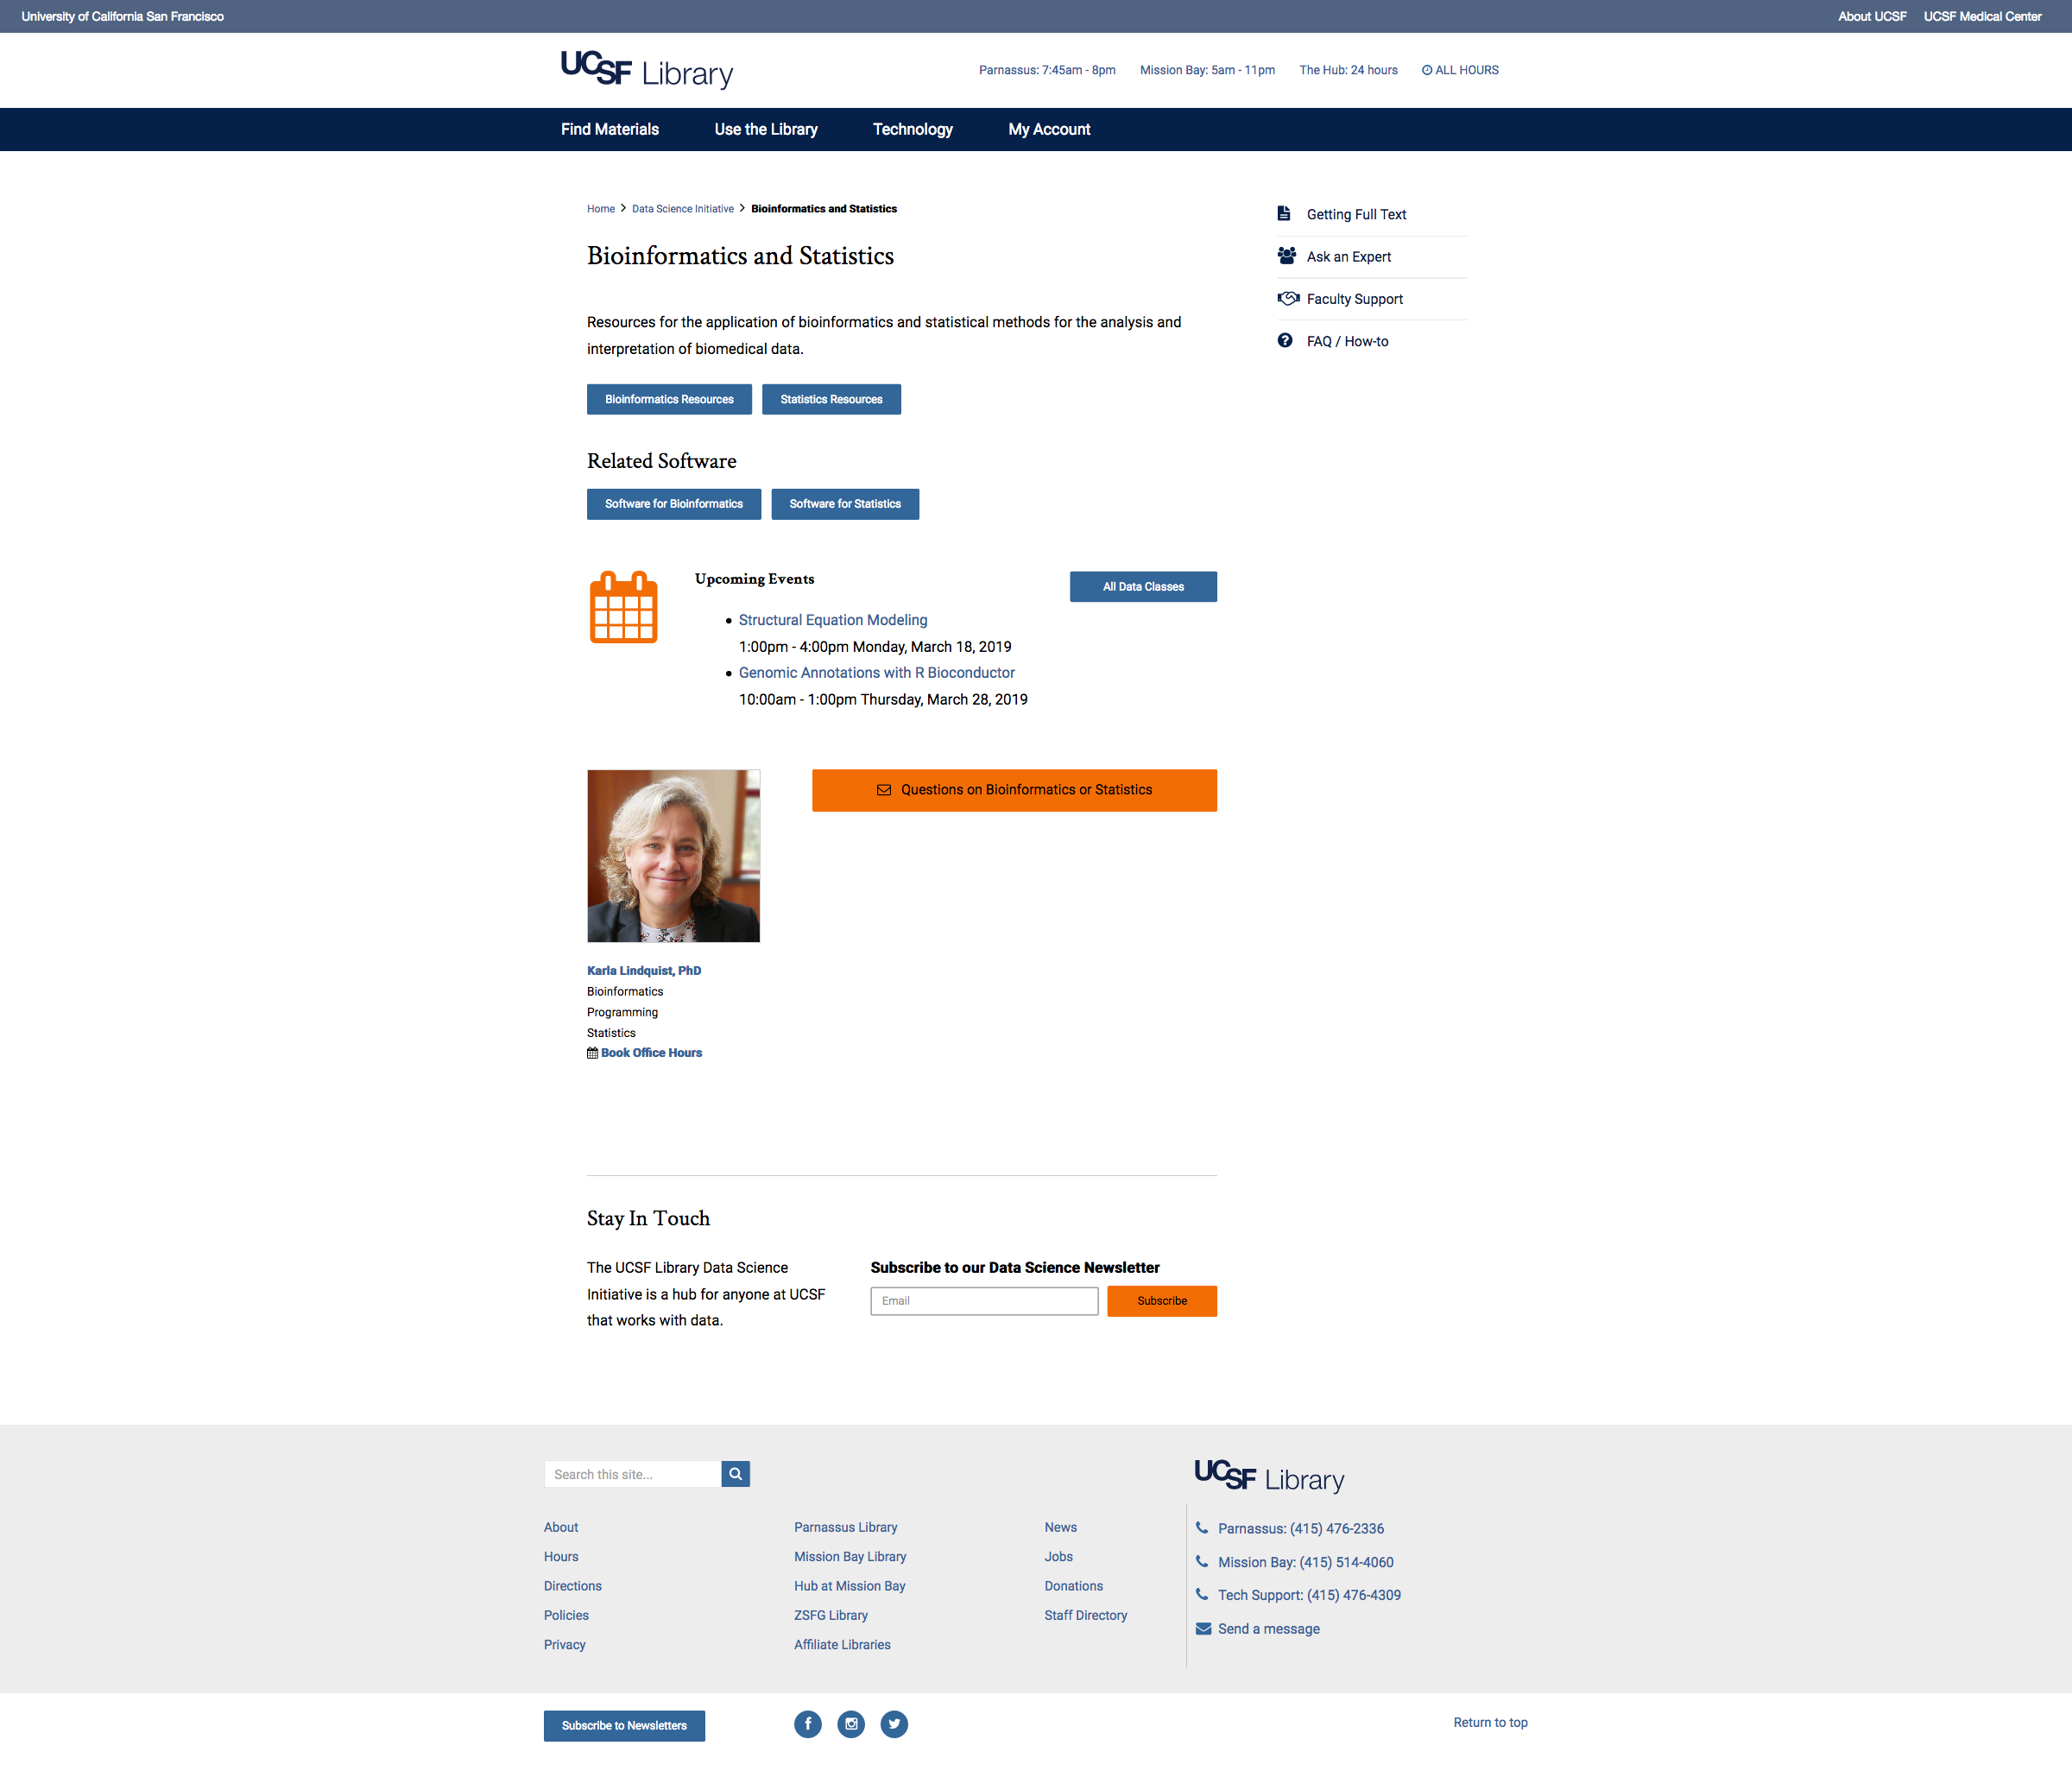 University of California San Francisco
About UCSF UCSF Medical Center
UCSF Library
Parnassus: 7:45am - 8pm Mission Bay: 5am - 11pm The Hub: 24 hours ALL HOURS
Find Materials Use the Library Technology My Account
Home > Data Science Initiative > Bioinformatics and Statistics
Bioinformatics and Statistics
Resources for the application of bioinformatics and statistical methods for the analysis and
interpretation of biomedical data.
Bioinformatics Resources Statistics Resources
Related Software
Software for Bioinformatics Software for Statistics
Upcoming Events
All Data Classes
• Structural Equation Modeling
1:00pm - 4:00pm Monday, March 18, 2019
• Genomic Annotations with R Bioconductor
10:00am - 1:00pm Thursday, March 28, 2019
Questions on Bioinformatics or Statistics
Karla Lindquist, PhD
Bioinformatics
Programming
Statistics
Book Office Hours
Getting Full Text
Ask an Expert
Faculty Support
FAQ / How-to
Stay In Touch
The UCSF Library Data Science
Initiative is a hub for anyone at UCSF
that works with data.
Subscribe to our Data Science Newsletter
Email
Subscribe
Search this site...
About
Hours
Directions
Policies
Privacy
Parnassus Library
Mission Bay Library
Hub at Mission Bay
ZSFG Library
Affiliate Libraries
News
Jobs
Donations
Staff Directory
UCSF Library
Parnassus: (415) 476-2336
Mission Bay: (415) 514-4060
Tech Support: (415) 476-4309
Send a message
Subscribe to Newsletters
Return to top